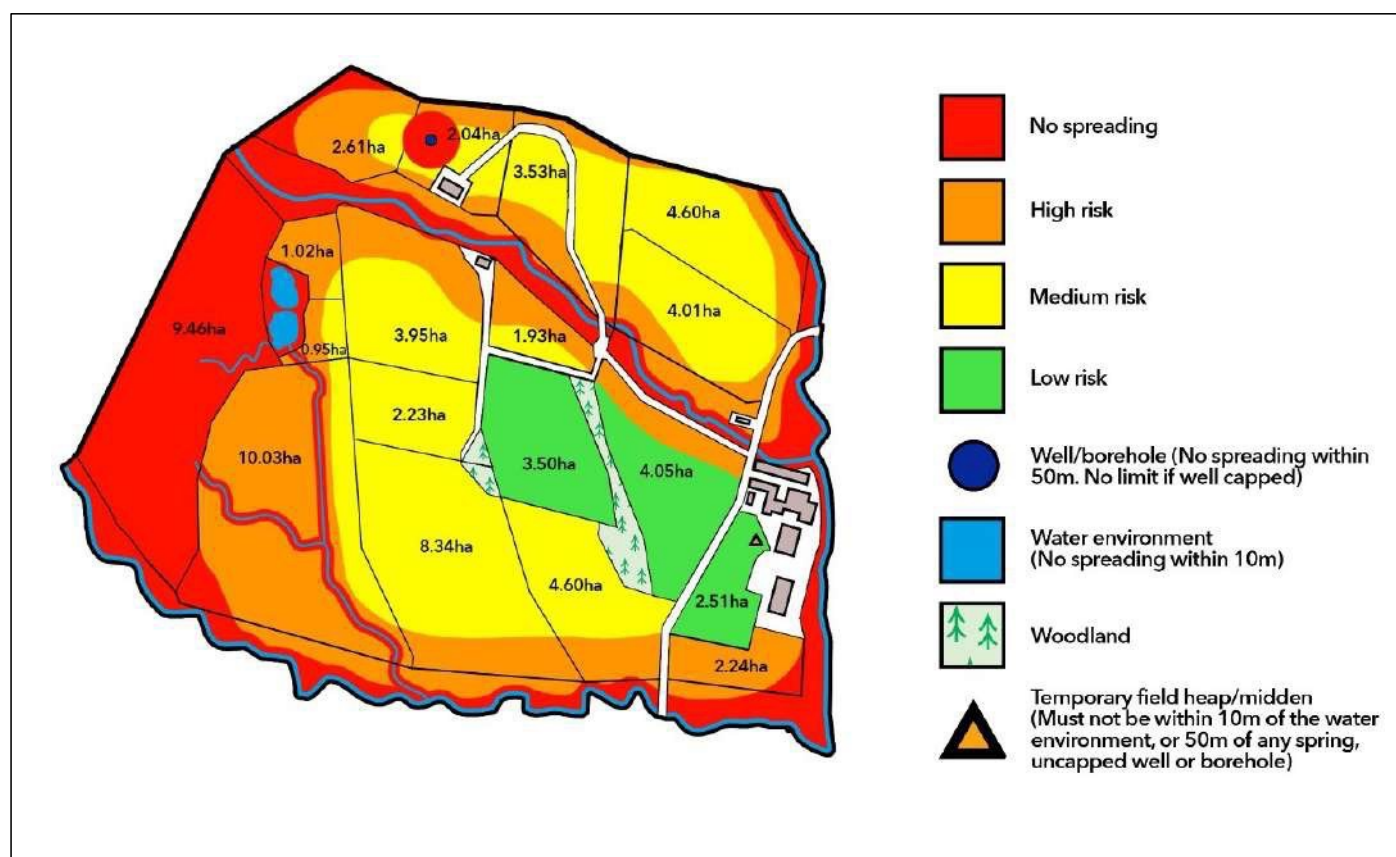 2.61ha
2.04ha
3.53ha
4.60ha
1.02ha
4.01ha
9.46ha
3.95ha
1.93ha
0.95ha
2.23ha
10.03ha
3.50ha
4.05ha
8.34ha
4.60ha
2.51ha
2.24ha
No spreading
High risk
Medium risk
Low risk
Well/borehole (No spreading within
50m. No limit if well capped)
Water environment
(No spreading within 10m)
Woodland
Temporary field heap/midden
(Must not be within 10m of the water
environment, or 50m of any spring,
uncapped well or borehole)